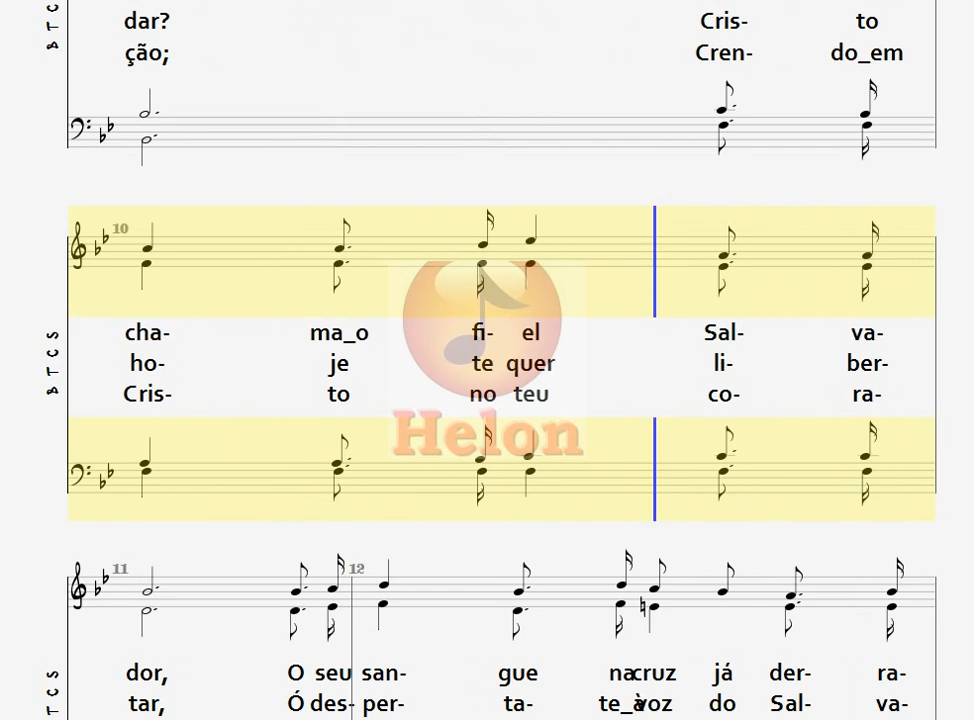 dar? Cris- to
ção; Cren- do_em
10
cha- ma_o fi- el Sal- va-
ho- je te quer li- ber-
Cris- to no teu co- ra-
S C T B
Helon
11 12
dor, O seu san- gue na cruz já der- ra-
tar, Ó des- per- ta- te_à voz do Sal- va-